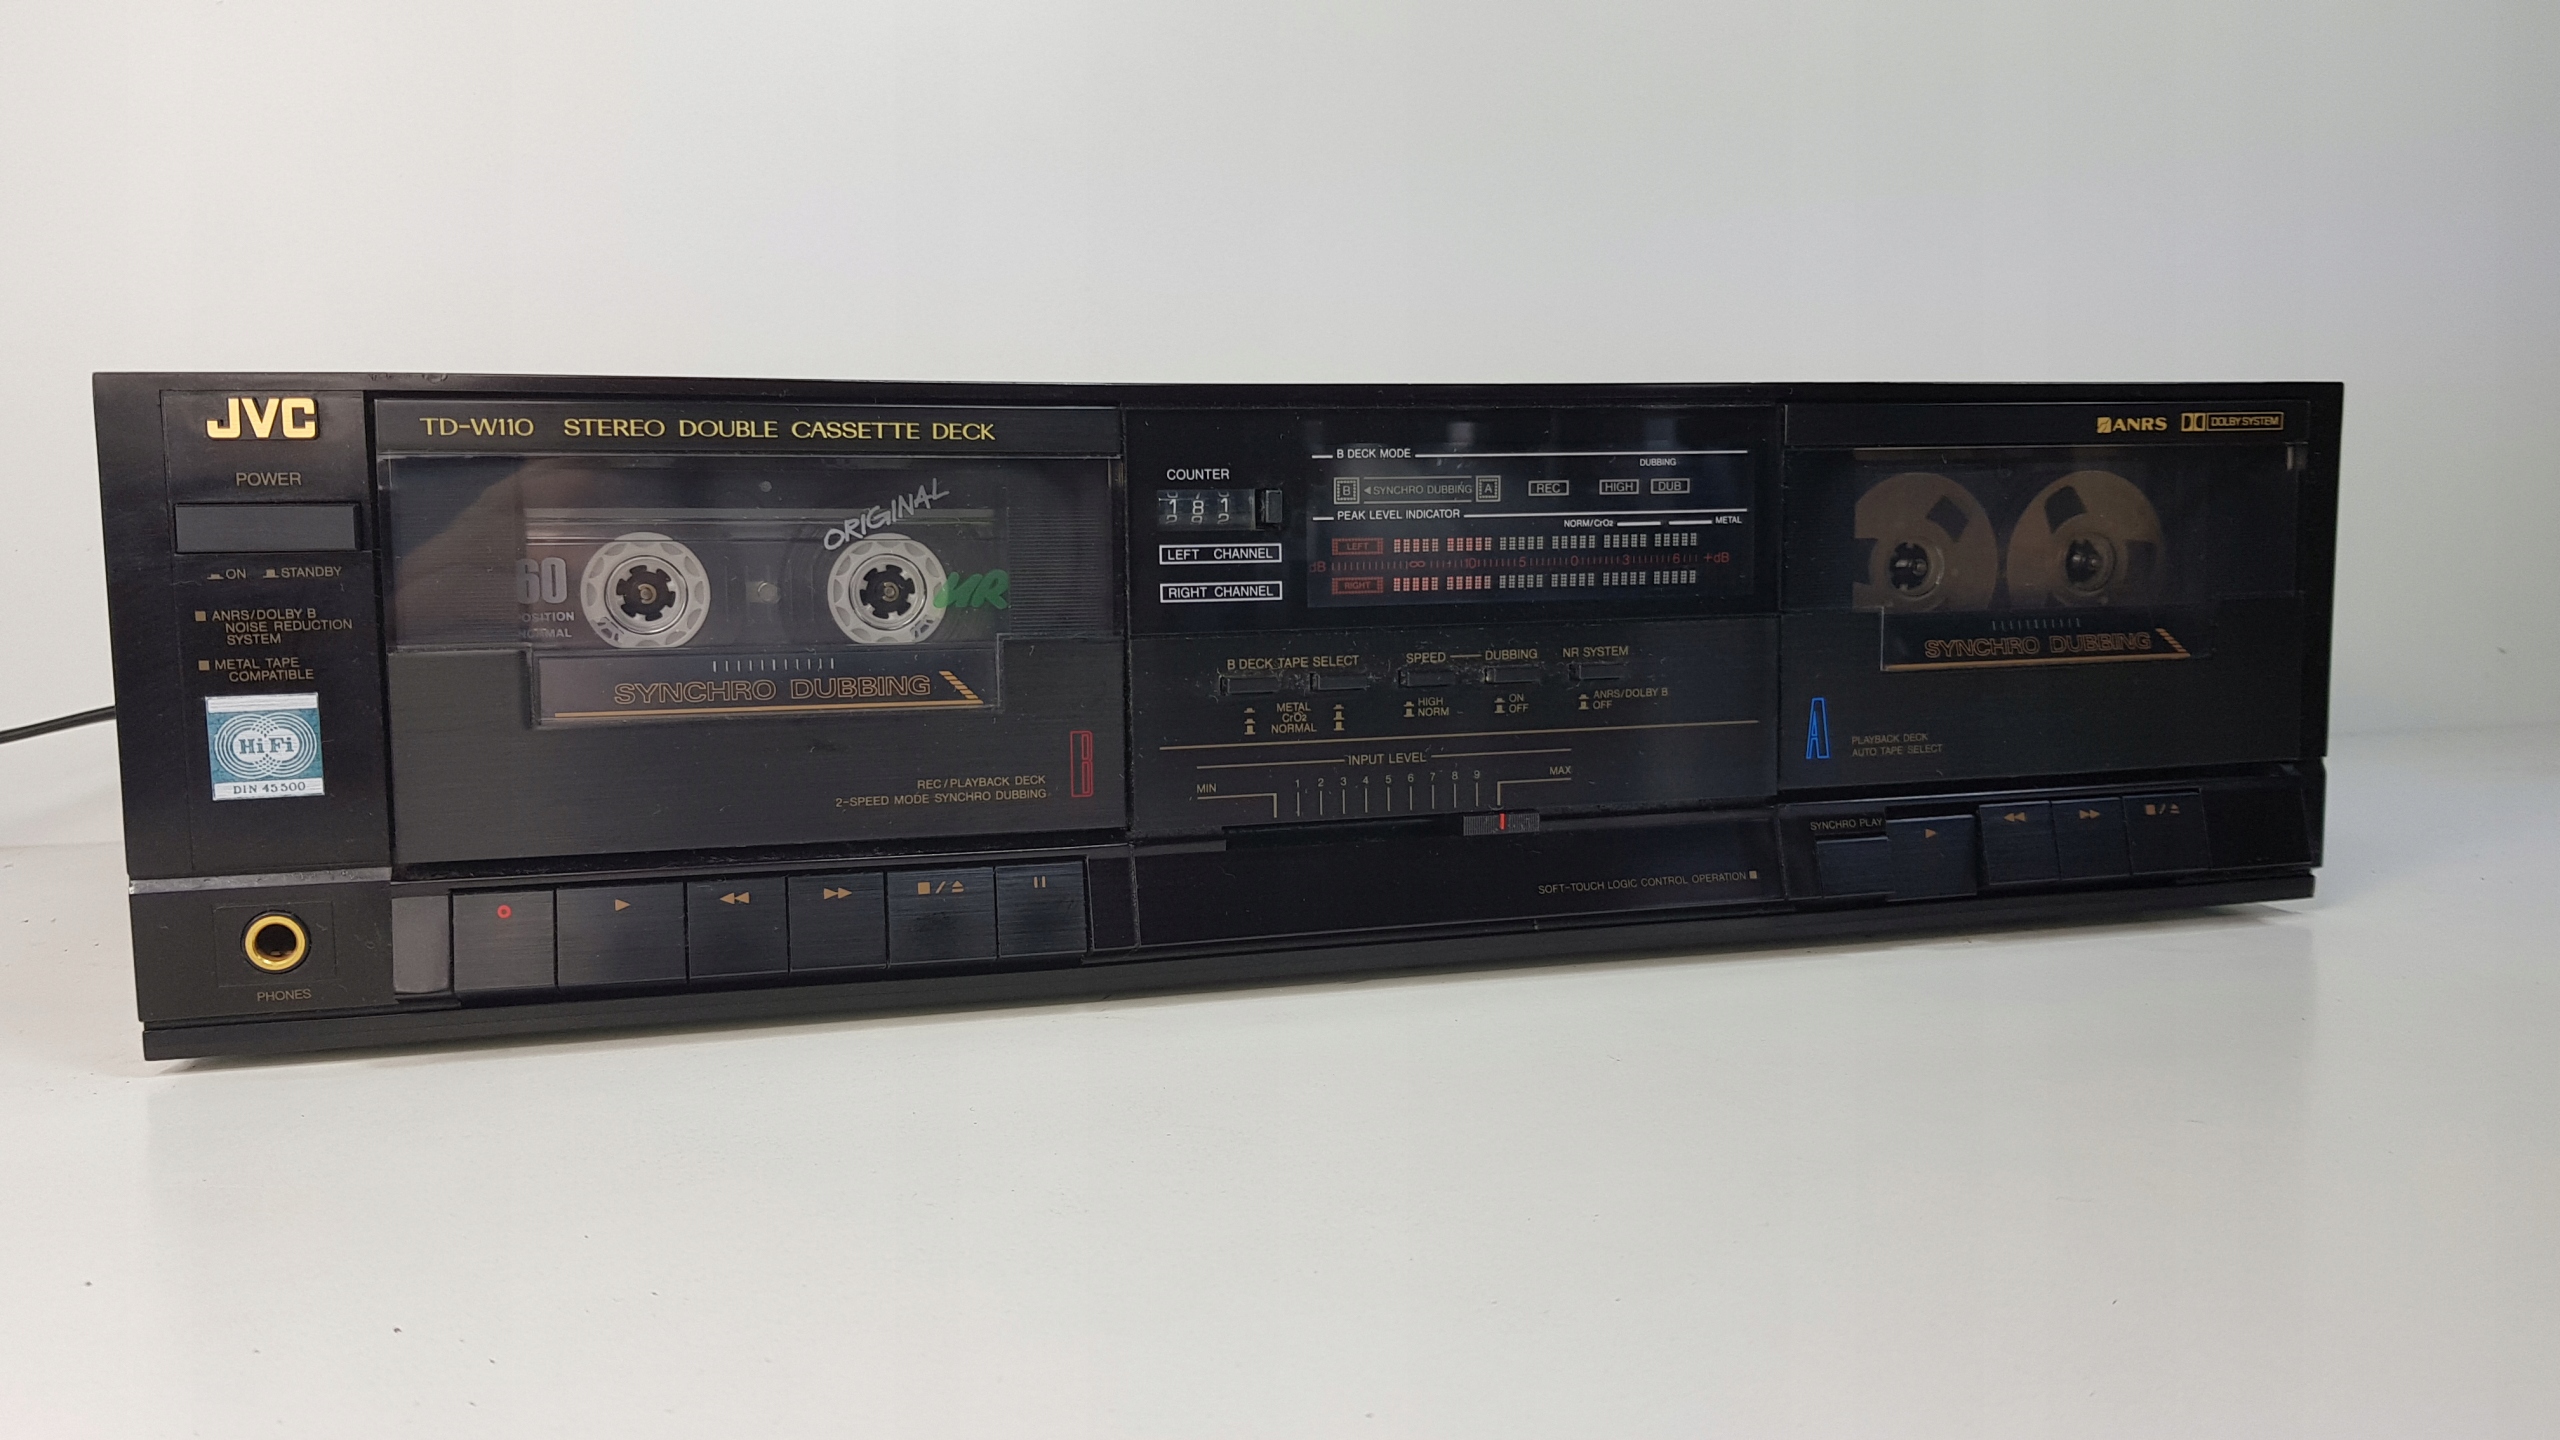 JVC
POWER
ON STANDBY
ANRS/DOLBY B
NOISE REDUCTION
SYSTEM
METAL TAPE
COMPATIBLE
Hi Fi
DIN 45500
PHONES
TD-W110 STEREO DOUBLE CASSETTE DECK
ORIGINAL
60
NORMAL
SYNCHRO DUBBING
REC/PLAYBACK DECK
2-SPEED MODE SYNCHRO DUBBING
B
COUNTER
181
LEFT CHANNEL
RIGHT CHANNEL
B DECK MODE
DUBBING
B ◄ SYNCHRO DUBBING A REC HIGH DUB
PEAK LEVEL INDICATOR
NORM/CrO2 METAL
LEFT
dB ∞ 10 5 0 3 6 +dB
RIGHT
B DECK TAPE SELECT SPEED DUBBING NR SYSTEM
METAL
CrO2
NORMAL
HIGH
NORM
ON
OFF
ANRS/DOLBY B
OFF
INPUT LEVEL
MIN 1 2 3 4 5 6 7 8 9 MAX
SOFT-TOUCH LOGIC CONTROL OPERATION
ANRS DOLBY SYSTEM
SYNCHRO DUBBING
A
PLAYBACK DECK
AUTO TAPE SELECT
SYNCHRO PLAY